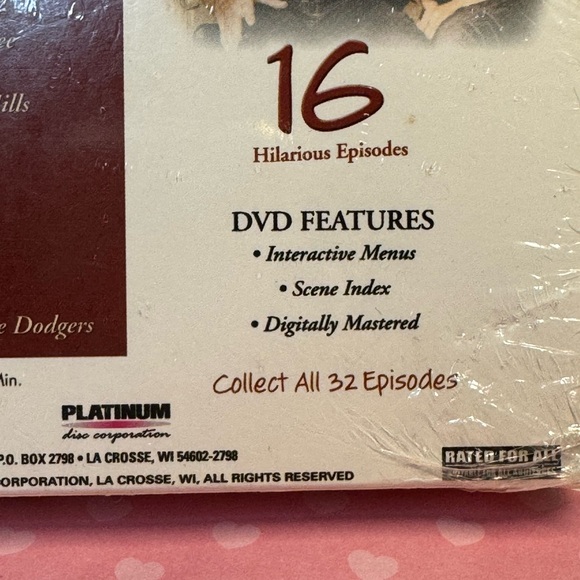 ills
16
Hilarious Episodes
DVD FEATURES
• Interactive Menus
• Scene Index
• Digitally Mastered
e Dodgers
Min.
Collect All 32 Episodes
PLATINUM
disc corporation
P.O. BOX 2798 • LA CROSSE, WI 54602-2798
RATED FOR ALL
CORPORATION, LA CROSSE, WI, ALL RIGHTS RESERVED